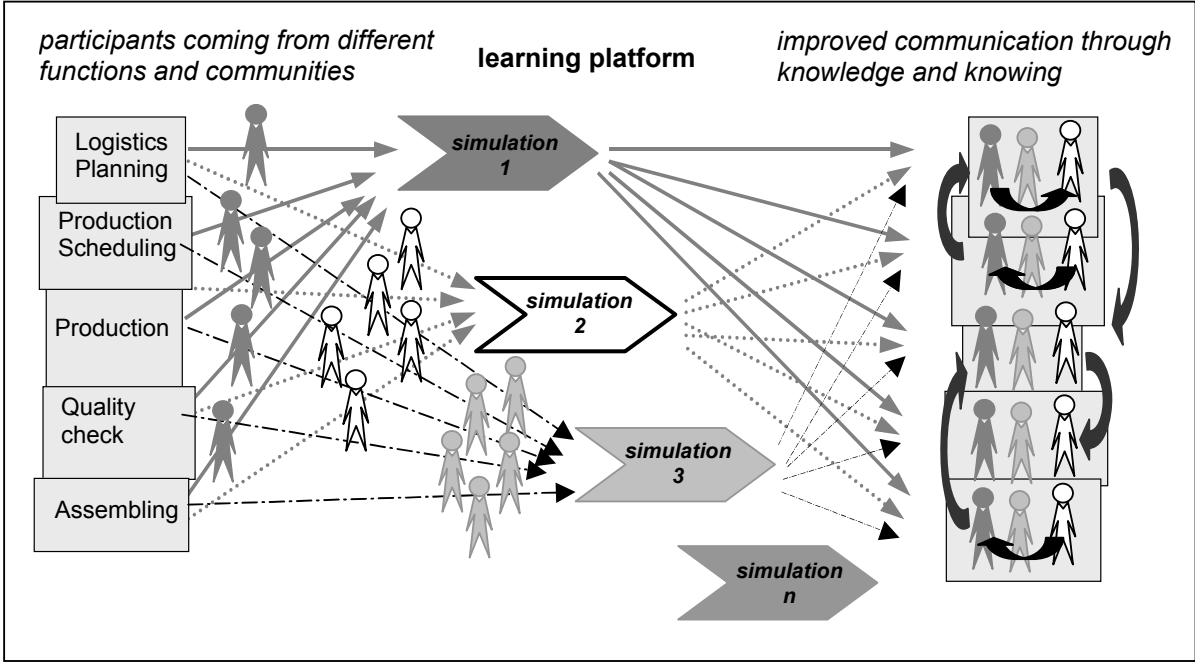 participants coming from different
functions and communities
learning platform
improved communication through
knowledge and knowing
Logistics
Planning
Production
Scheduling
Production
Quality
check
Assembling
simulation
1
simulation
2
simulation
3
simulation
n